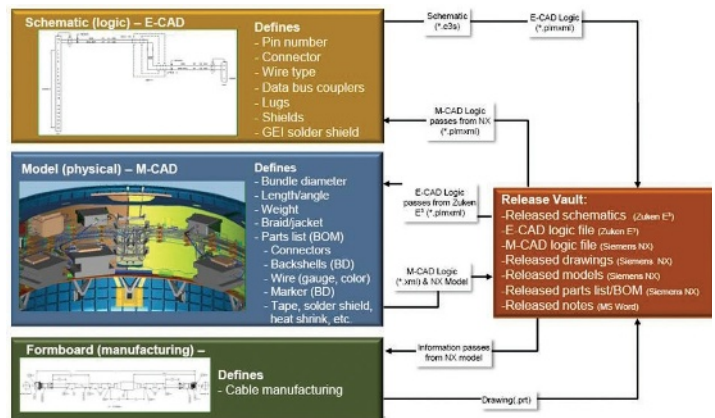 Schematic (logic) – E-CAD
Defines
- Pin number
- Connector
- Wire type
- Data bus couplers
- Lugs
- Shields
- GEI solder shield
Schematic
(*.e3s)
E-CAD Logic
(*.plmxml)
M-CAD Logic
passes from NX
(*.plmxml)
Model (physical) – M-CAD
Defines
- Bundle diameter
- Length/angle
- Weight
- Braid/jacket
- Parts list (BOM)
- Connectors
- Backshells (BD)
- Wire (gauge, color)
- Marker (BD)
- Tape, solder shield,
heat shrink, etc.
E-CAD Logic
passes from Zuken
E³ (*.plmxml)
M-CAD Logic
(*.xml) & NX Model
Release Vault:
-Released schematics (Zuken E³)
-E-CAD logic file (Zuken E³)
-M-CAD logic file (Siemens NX)
-Released drawings (Siemens NX)
-Released models (Siemens NX)
-Released parts list/BOM (Siemens NX)
-Released notes (MS Word)
Formboard (manufacturing) –
Defines
- Cable manufacturing
Information passes
from NX model
Drawing(.prt)